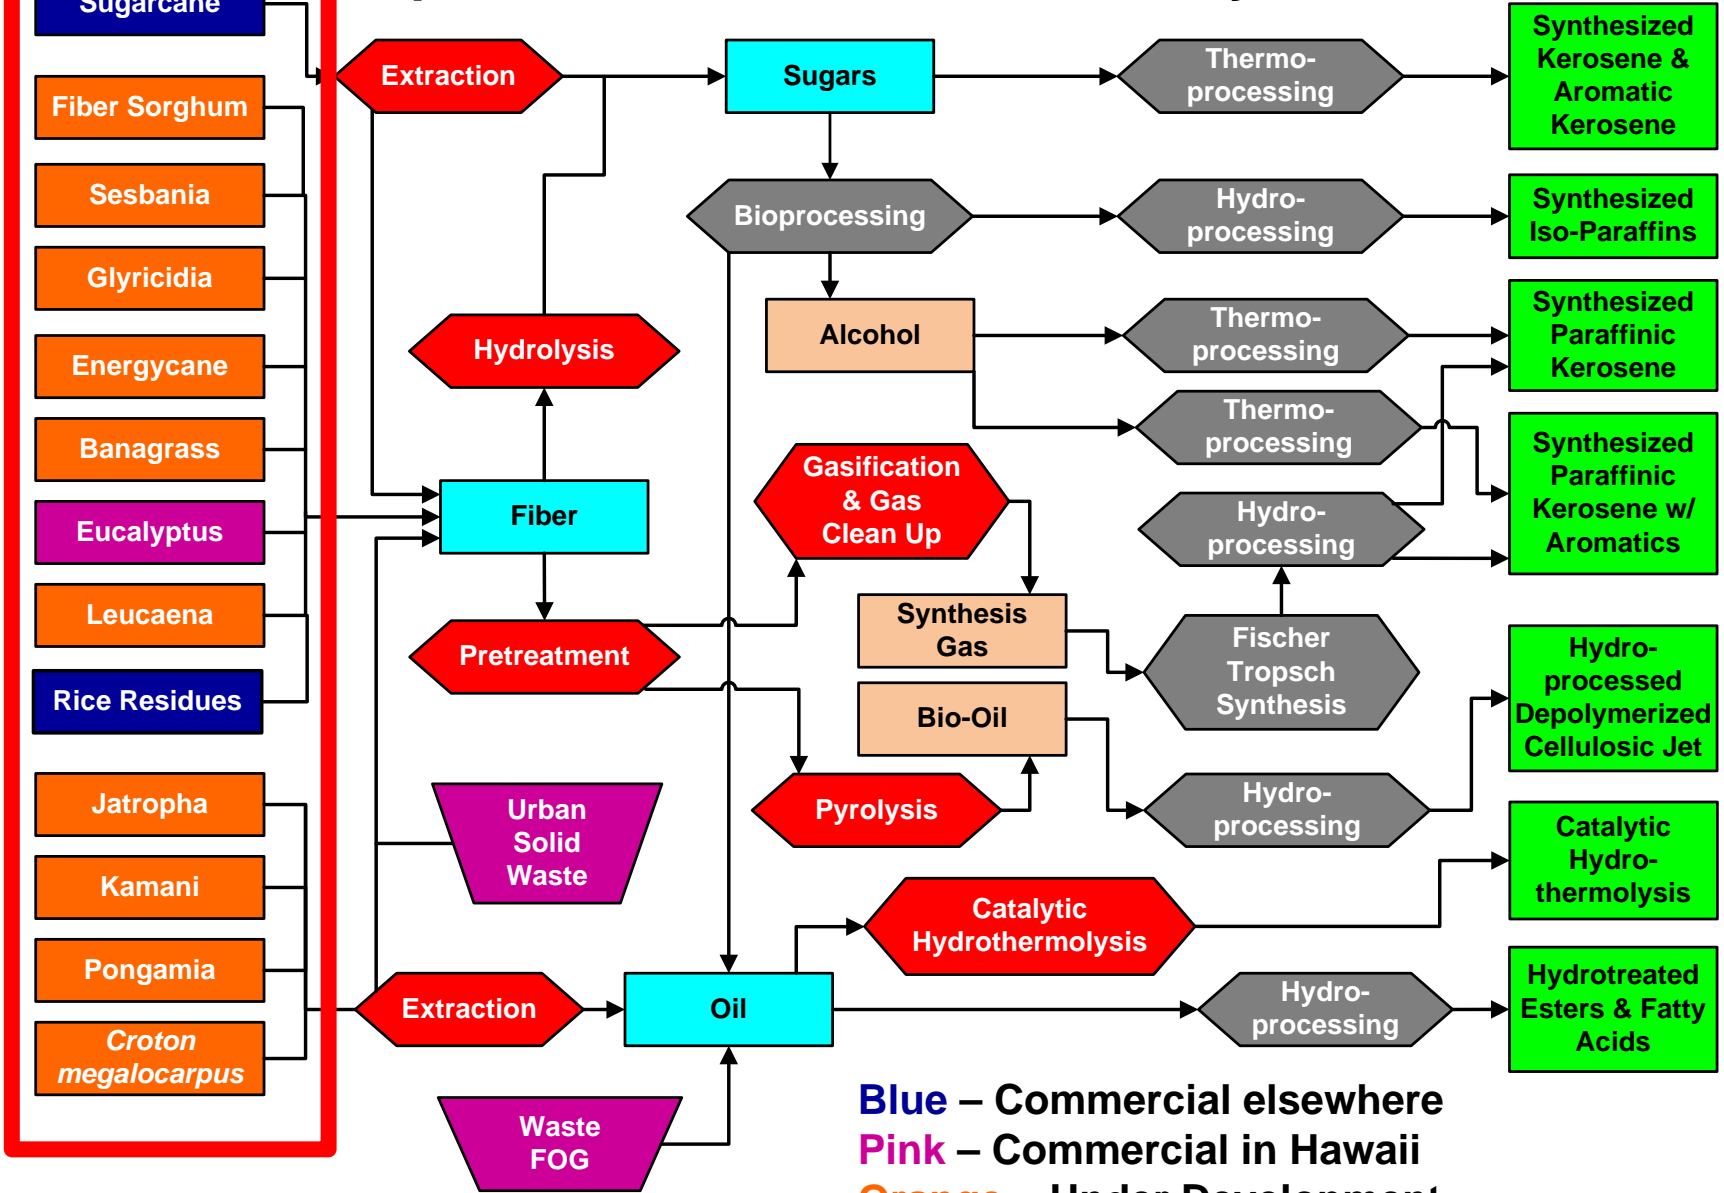 Sugarcane
Extraction
Sugars
Thermo-
processing
Synthesized
Kerosene &
Aromatic
Kerosene
Fiber Sorghum
Sesbania
Bioprocessing
Hydro-
processing
Synthesized
Iso-Paraffins
Glyricidia
Hydrolysis
Alcohol
Thermo-
processing
Synthesized
Paraffinic
Kerosene
Energycane
Thermo-
processing
Banagrass
Gasification
& Gas
Clean Up
Synthesized
Paraffinic
Kerosene w/
Aromatics
Eucalyptus
Fiber
Hydro-
processing
Leucaena
Pretreatment
Synthesis
Gas
Fischer
Tropsch
Synthesis
Hydro-
processed
Depolymerized
Cellulosic Jet
Rice Residues
Bio-Oil
Jatropha
Urban
Solid
Waste
Pyrolysis
Hydro-
processing
Catalytic
Hydro-
thermolysis
Kamani
Catalytic
Hydrothermolysis
Pongamia
Extraction
Oil
Hydro-
processing
Hydrotreated
Esters & Fatty
Acids
Croton
megalocarpus
Waste
FOG
Blue – Commercial elsewhere
Pink – Commercial in Hawaii
Orange – Under Development